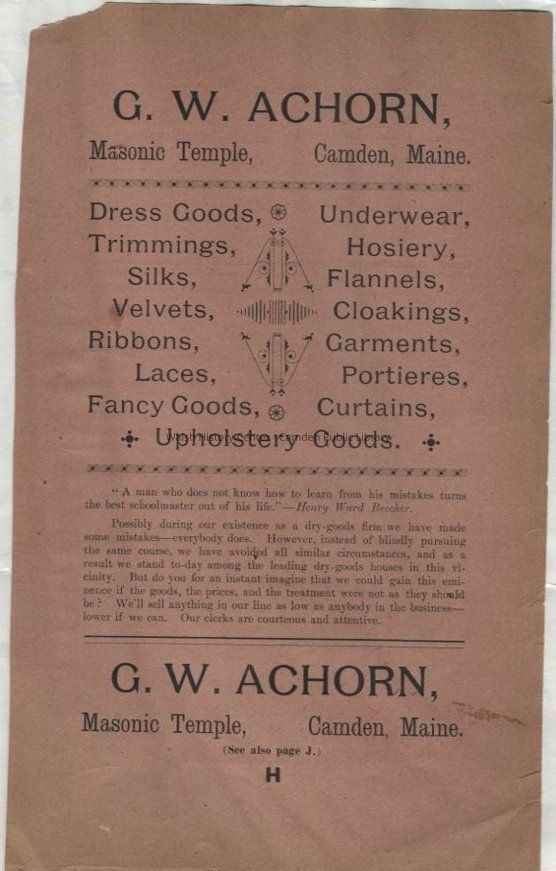 G. W. ACHORN,
Masonic Temple, Camden, Maine.
Dress Goods, Underwear,
Trimmings, Hosiery,
Silks, Flannels,
Velvets, Cloakings,
Ribbons, Garments,
Laces, Portieres,
Fancy Goods, Curtains,
Upholstery Goods.
"A man who does not know how to learn from his mistakes turns
the best schoolmaster out of his life."—Henry Ward Beecher.
Possibly during our existence as a dry-goods firm we have made
some mistakes—everybody does. However, instead of blindly pursuing
the same course, we have avoided all similar circumstances, and as a
result we stand to-day among the leading dry-goods houses in this vi-
cinity. But do you for an instant imagine that we could gain this emi-
nence if the goods, the prices, and the treatment were not as they should
be? We'll sell anything in our line as low as anybody in the business—
lower if we can. Our clerks are courteous and attentive.
G. W. ACHORN,
Masonic Temple, Camden, Maine.
(See also page J.)
H